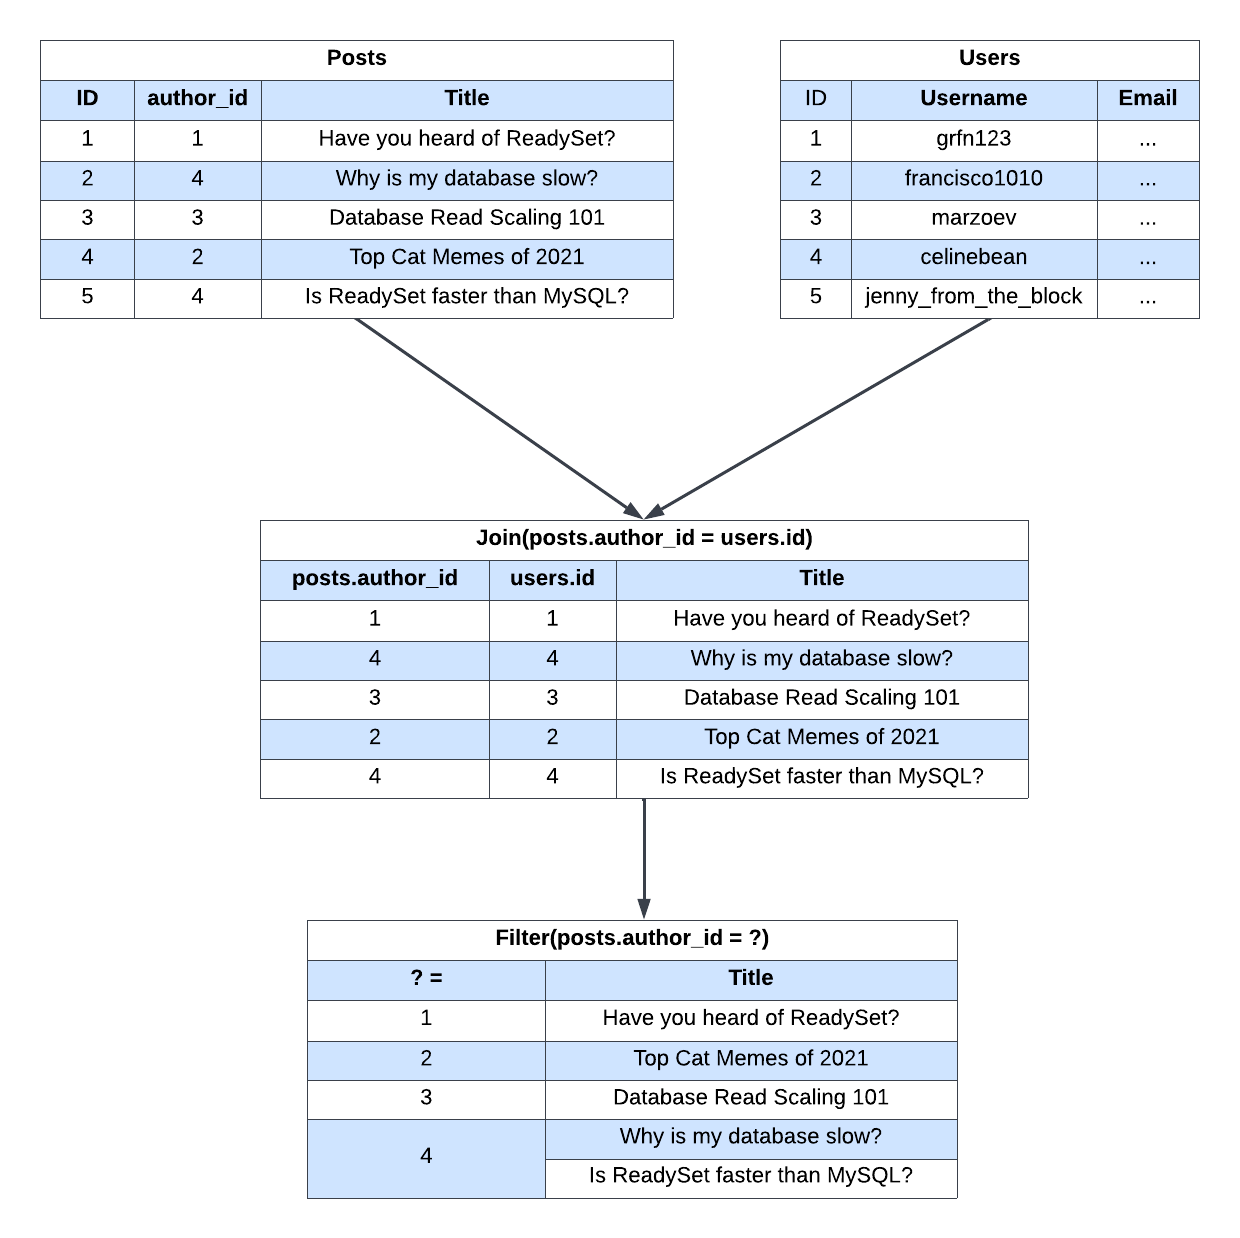 Posts
ID author_id Title
1 1 Have you heard of ReadySet?
2 4 Why is my database slow?
3 3 Database Read Scaling 101
4 2 Top Cat Memes of 2021
5 4 Is ReadySet faster than MySQL?
Users
ID Username Email
1 grfn123 ...
2 francisco1010 ...
3 marzoev ...
4 celinebean ...
5 jenny_from_the_block ...
Join(posts.author_id = users.id)
posts.author_id users.id Title
1 1 Have you heard of ReadySet?
4 4 Why is my database slow?
3 3 Database Read Scaling 101
2 2 Top Cat Memes of 2021
4 4 Is ReadySet faster than MySQL?
Filter(posts.author_id = ?)
? = Title
1 Have you heard of ReadySet?
2 Top Cat Memes of 2021
3 Database Read Scaling 101
4 Why is my database slow?
Is ReadySet faster than MySQL?